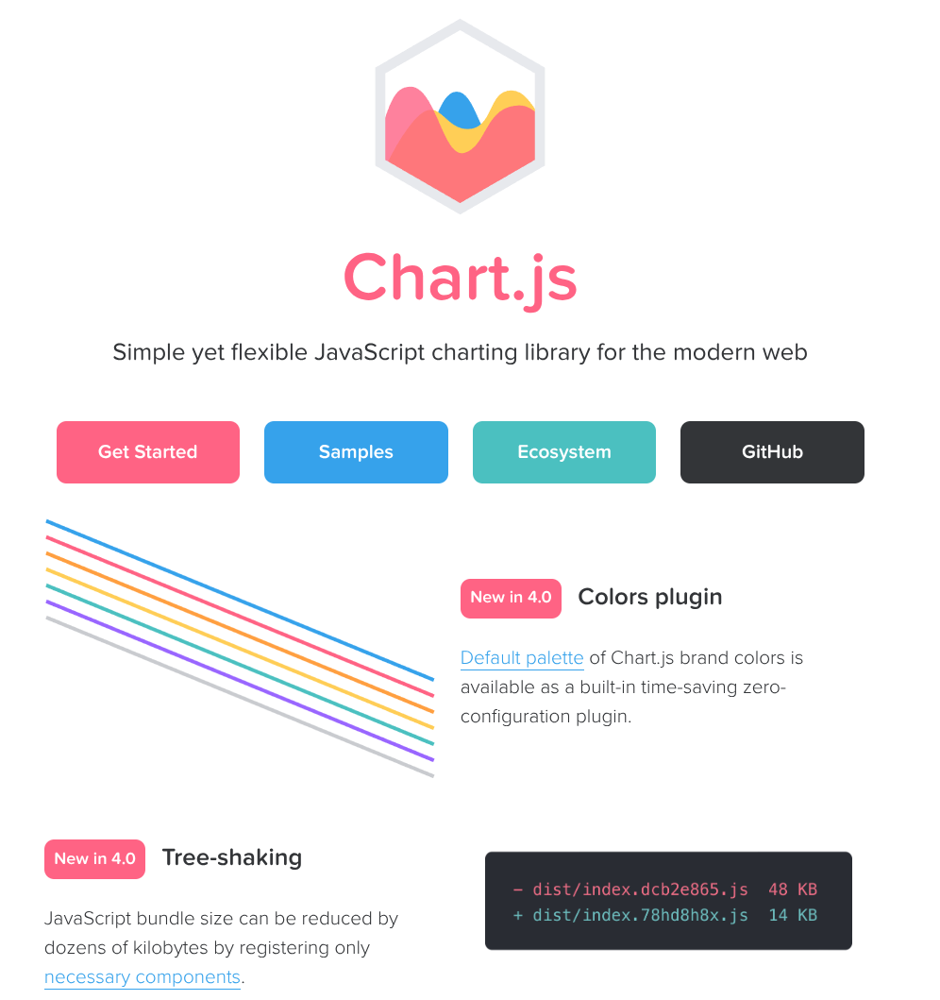 Chart.js
Simple yet flexible JavaScript charting library for the modern web
Get Started
Samples
Ecosystem
GitHub
New in 4.0 Colors plugin
Default palette of Chart.js brand colors is
available as a built-in time-saving zero-
configuration plugin.
New in 4.0 Tree-shaking
JavaScript bundle size can be reduced by
dozens of kilobytes by registering only
necessary components.
− dist/index.dcb2e865.js 48 KB
+ dist/index.78hd8h8x.js 14 KB